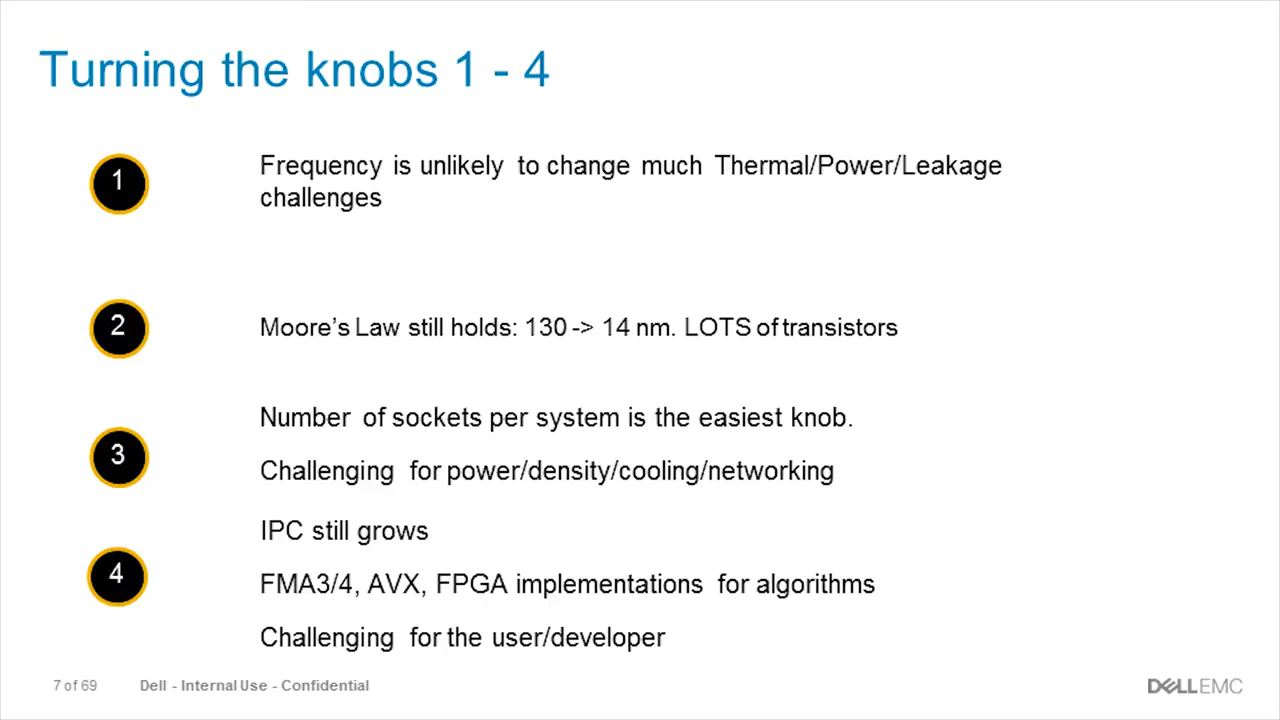 Turning the knobs 1 - 4
1
Frequency is unlikely to change much Thermal/Power/Leakage
challenges
2
Moore's Law still holds: 130 -> 14 nm. LOTS of transistors
3
Number of sockets per system is the easiest knob.
Challenging for power/density/cooling/networking
4
IPC still grows
FMA3/4, AVX, FPGA implementations for algorithms
Challenging for the user/developer
7 of 69 Dell - Internal Use - Confidential
DELLEMC